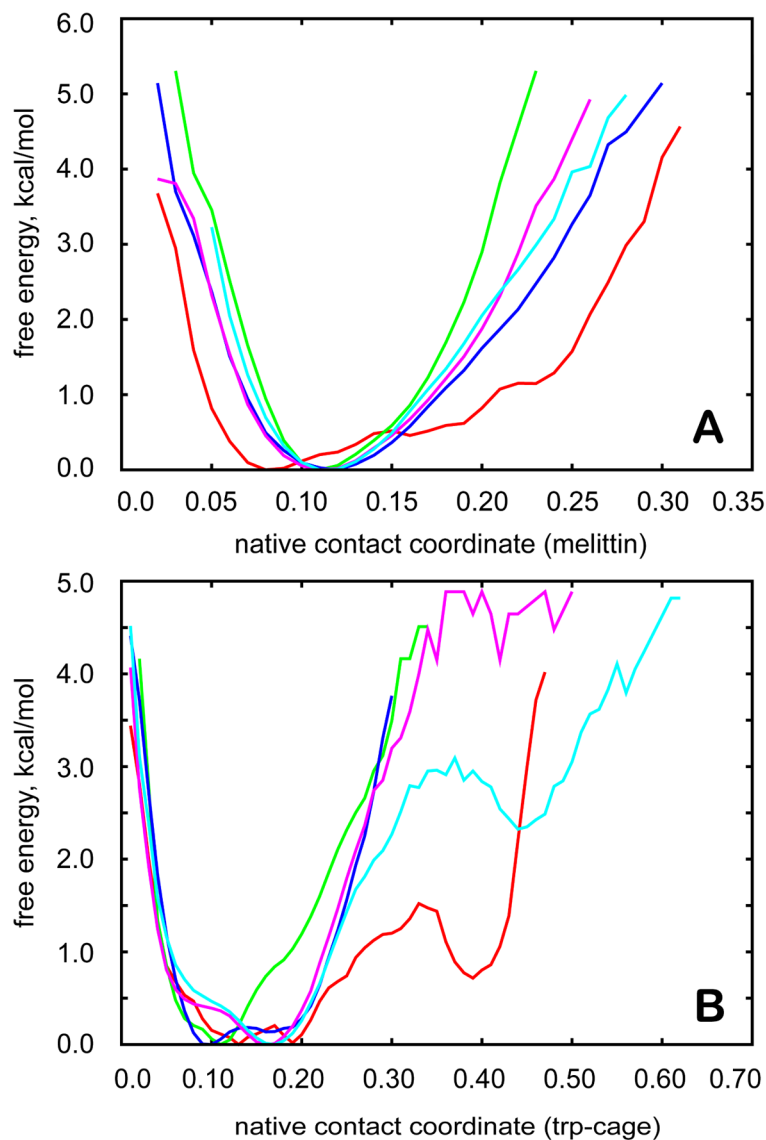 6.0
5.0
4.0
3.0
2.0
1.0
0.0
free energy, kcal/mol
A
0.0 0.05 0.10 0.15 0.20 0.25 0.30 0.35
native contact coordinate (melittin)
5.0
4.0
3.0
2.0
1.0
0.0
free energy, kcal/mol
B
0.0 0.10 0.20 0.30 0.40 0.50 0.60 0.70
native contact coordinate (trp-cage)